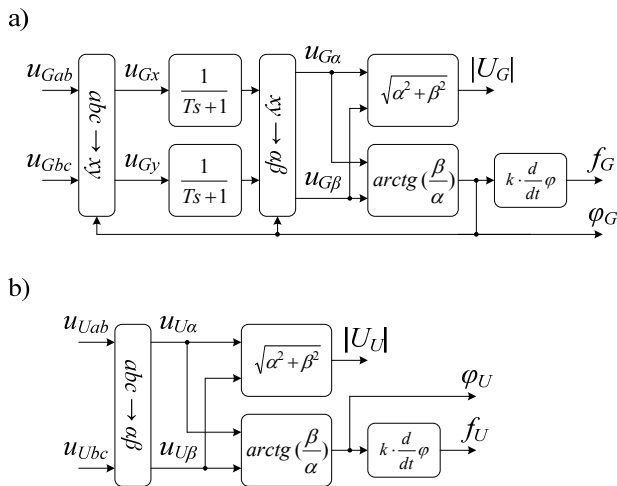 a)
u_Gab
u_Gbc
abc → xy
u_Gx
u_Gy
1/(Ts+1)
1/(Ts+1)
xy ← αβ
u_Gα
u_Gβ
√(α²+β²)
arctg(β/α)
|U_G|
k·d/dt φ
f_G
φ_G
b)
u_Uab
u_Ubc
abc → αβ
u_Uα
u_Uβ
√(α²+β²)
arctg(β/α)
|U_U|
φ_U
k·d/dt φ
f_U